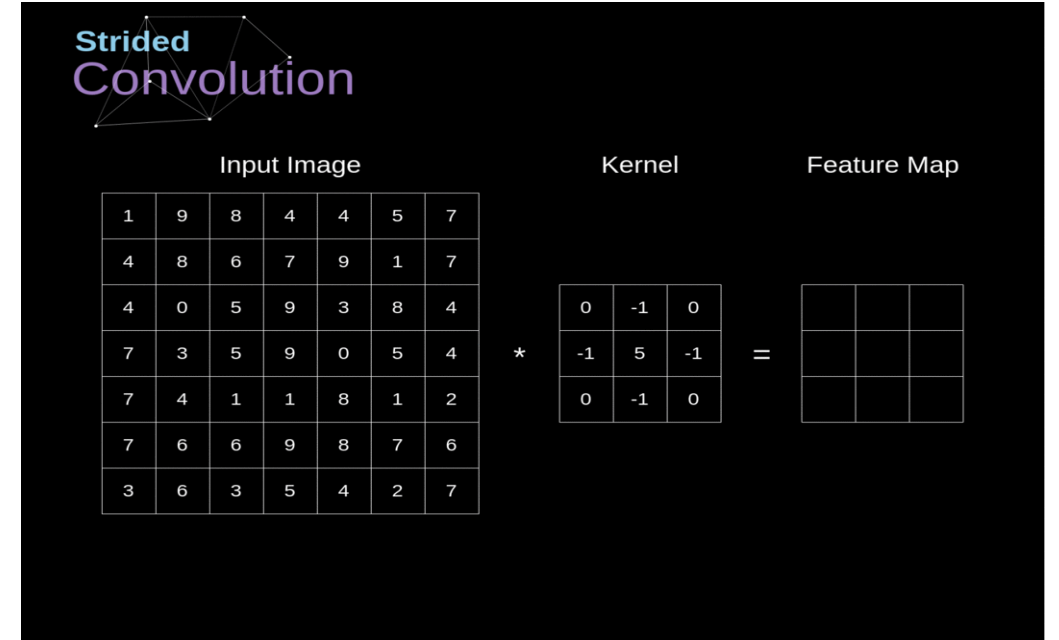 Strided
Convolution
Input Image Kernel Feature Map
1 9 8 4 4 5 7
4 8 6 7 9 1 7
4 0 5 9 3 8 4 0 -1 0
7 3 5 9 0 5 4 * -1 5 -1 =
7 4 1 1 8 1 2 0 -1 0
7 6 6 9 8 7 6
3 6 3 5 4 2 7